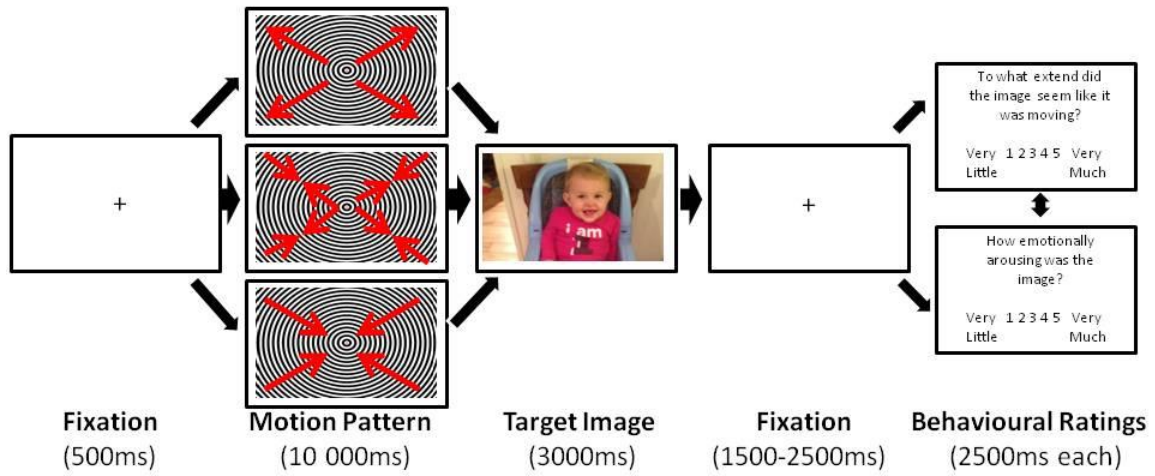 To what extend did
the image seem like it
was moving?
Very 1 2 3 4 5 Very
Little Much
+
i am
+
How emotionally
arousing was the
image?
Very 1 2 3 4 5 Very
Little Much
Fixation
(500ms)
Motion Pattern
(10 000ms)
Target Image
(3000ms)
Fixation
(1500-2500ms)
Behavioural Ratings
(2500ms each)